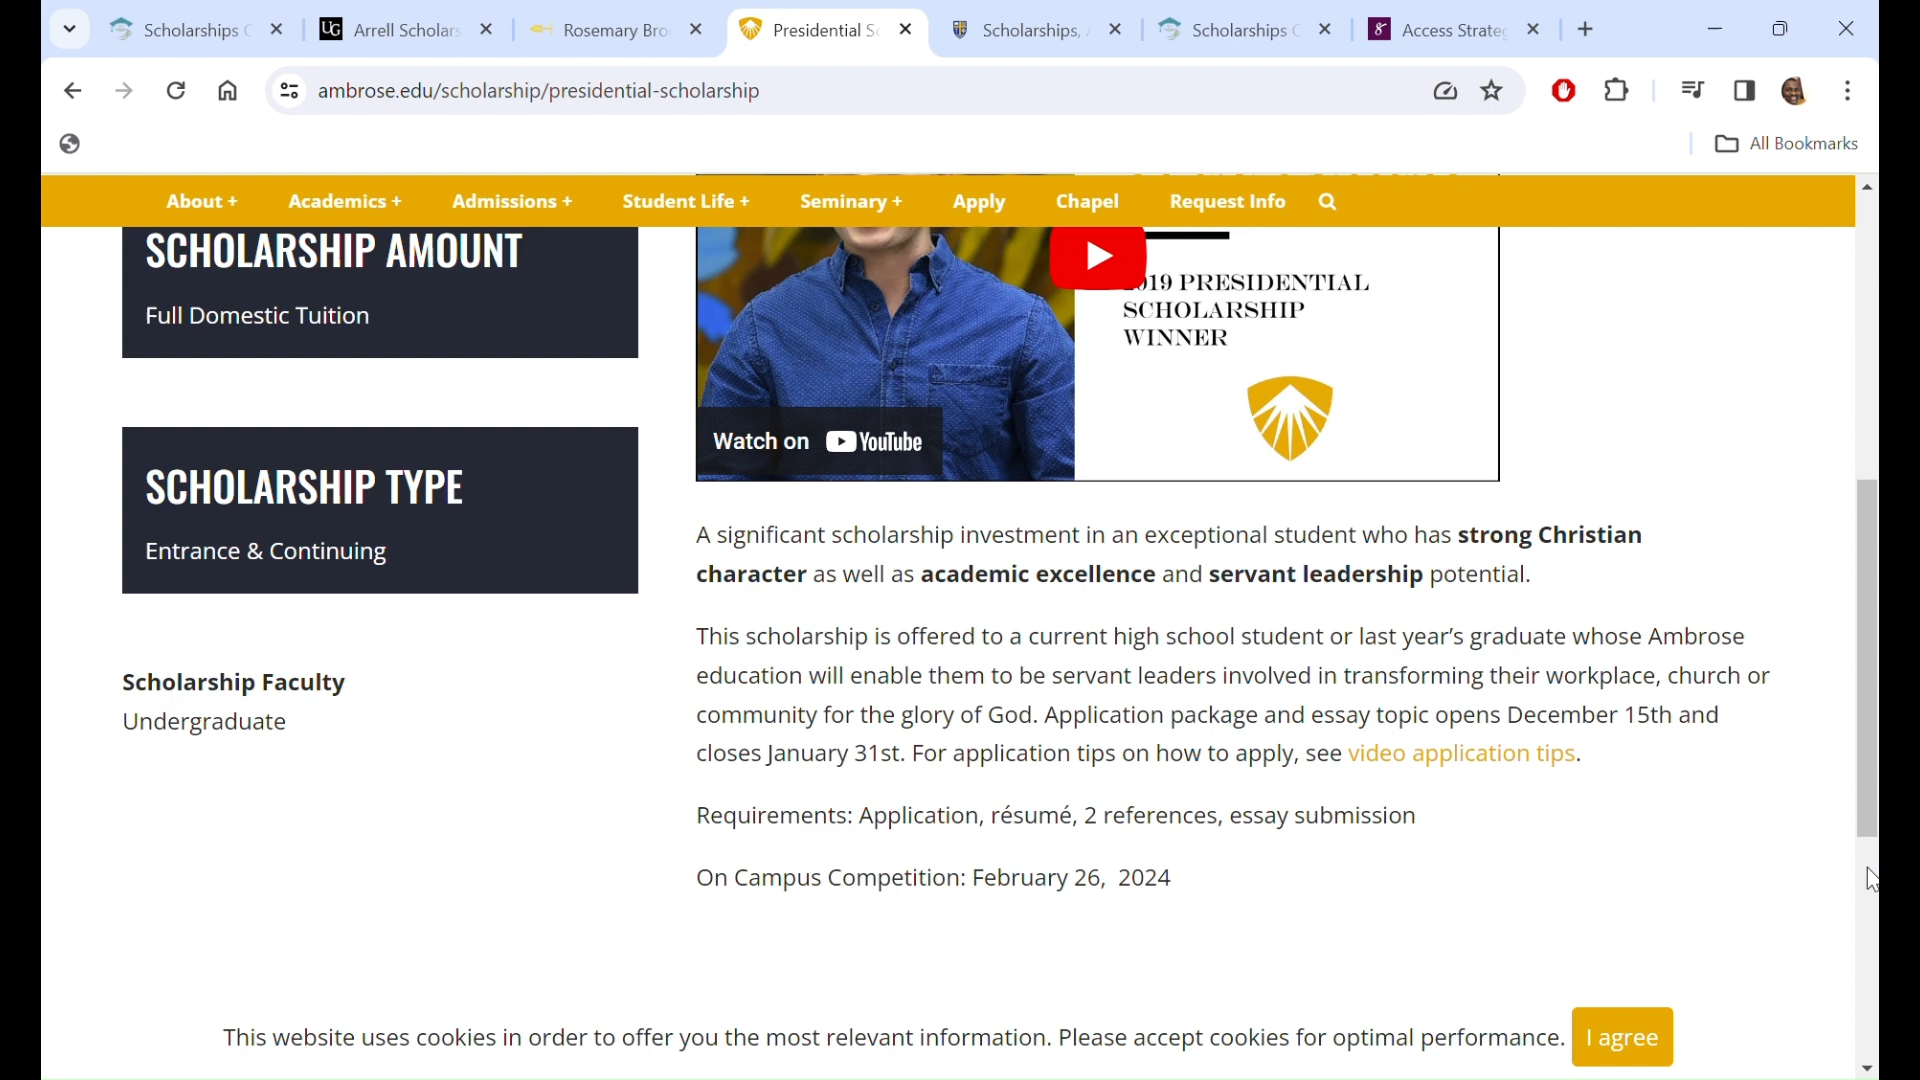 Scholarships
Arrell Scholars
Rosemary Bro
Presidential
Scholarships,
Scholarships
Access Strate
ambrose.edu/scholarship/presidential-scholarship
All Bookmarks
About + Academics + Admissions + Student Life + Seminary + Apply Chapel Request Info
SCHOLARSHIP AMOUNT
Full Domestic Tuition
19 PRESIDENTIAL
SCHOLARSHIP
WINNER
Watch on YouTube
SCHOLARSHIP TYPE
Entrance & Continuing
Scholarship Faculty
Undergraduate
A significant scholarship investment in an exceptional student who has strong Christian
character as well as academic excellence and servant leadership potential.
This scholarship is offered to a current high school student or last year’s graduate whose Ambrose
education will enable them to be servant leaders involved in transforming their workplace, church or
community for the glory of God. Application package and essay topic opens December 15th and
closes January 31st. For application tips on how to apply, see video application tips.
Requirements: Application, résumé, 2 references, essay submission
On Campus Competition: February 26, 2024
This website uses cookies in order to offer you the most relevant information. Please accept cookies for optimal performance. I agree